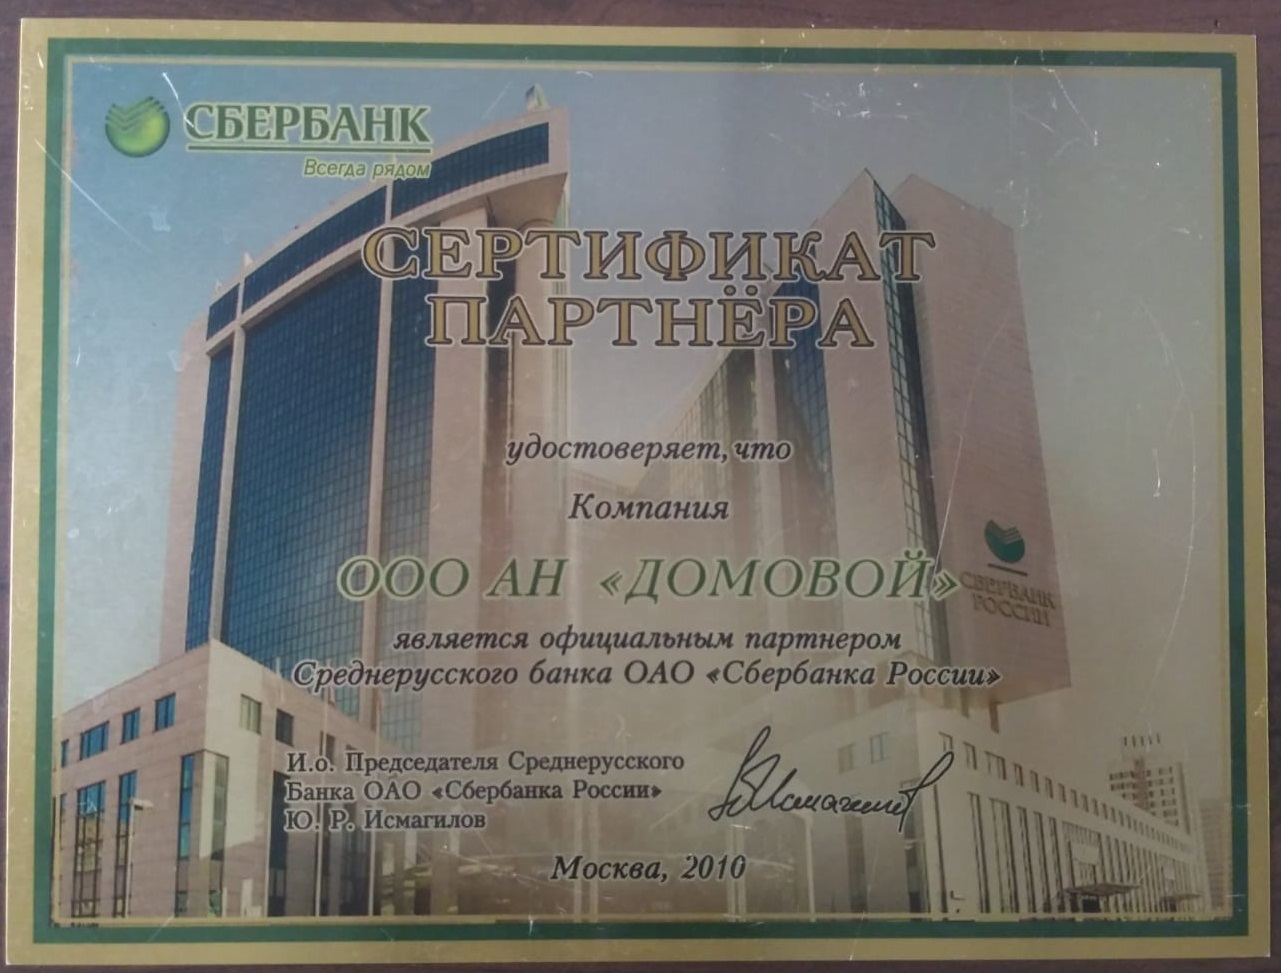 СБЕРБАНК
Всегда рядом
СЕРТИФИКАТ
ПАРТНЁРА
удостоверяет, что
Компания
ООО АН «ДОМОВОЙ»
СБЕРБАНК
РОССИИ
является официальным партнером
Среднерусского банка ОАО «Сбербанка России»
И.о. Председателя Среднерусского
Банка ОАО «Сбербанка России»
Ю. Р. Исмагилов
Москва, 2010